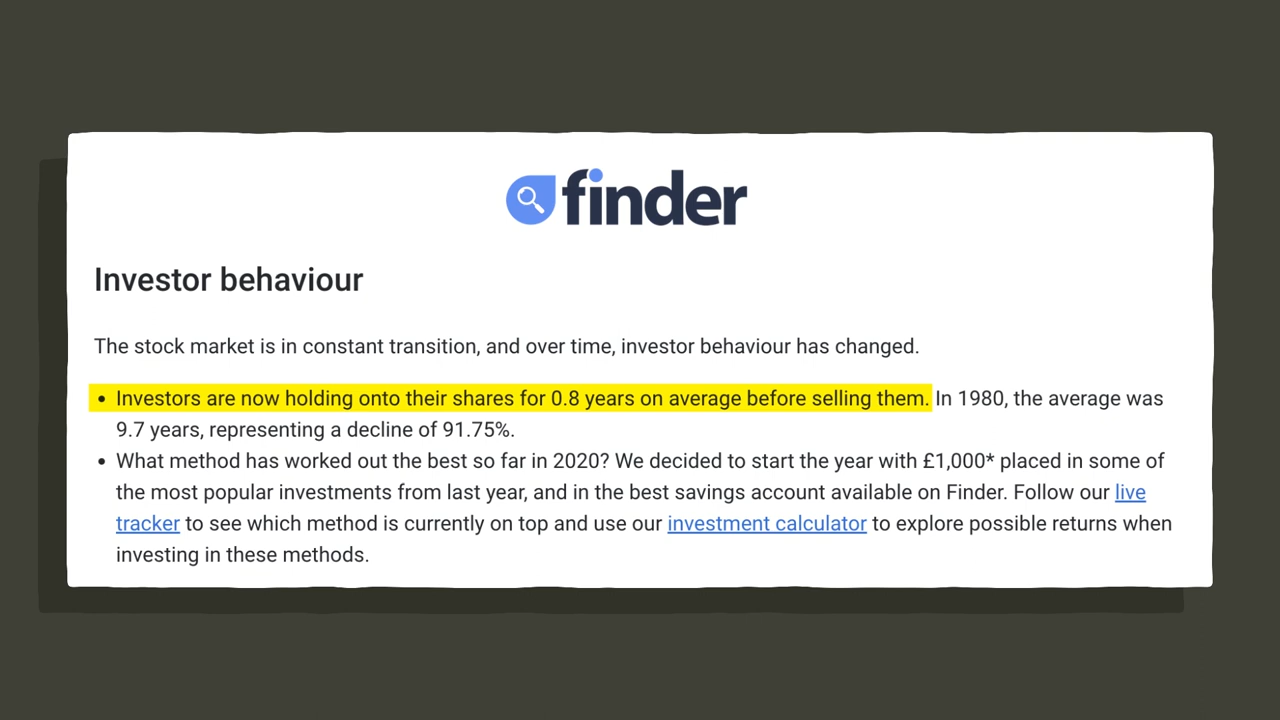 finder
Investor behaviour
The stock market is in constant transition, and over time, investor behaviour has changed.
• Investors are now holding onto their shares for 0.8 years on average before selling them. In 1980, the average was
9.7 years, representing a decline of 91.75%.
• What method has worked out the best so far in 2020? We decided to start the year with £1,000* placed in some of
the most popular investments from last year, and in the best savings account available on Finder. Follow our live
tracker to see which method is currently on top and use our investment calculator to explore possible returns when
investing in these methods.